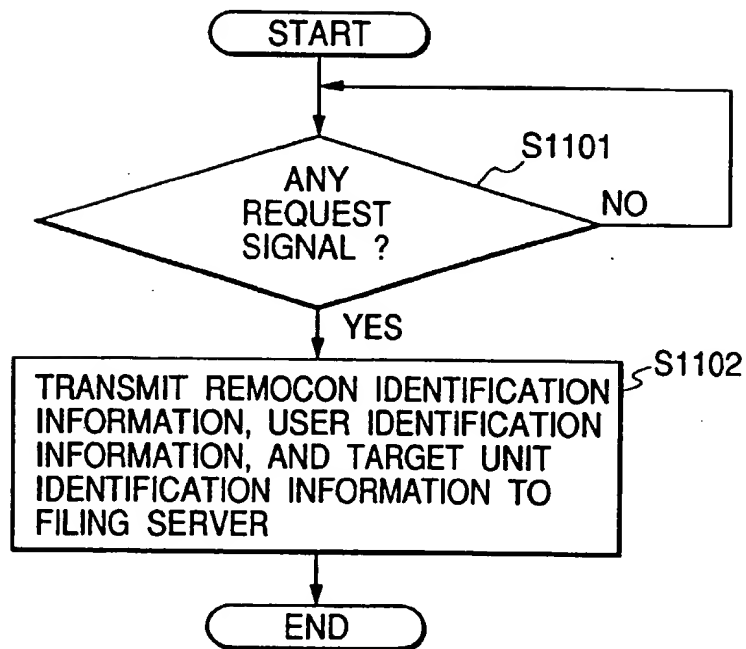 START
S1101
ANY
REQUEST
SIGNAL ?
NO
YES
S1102
TRANSMIT REMOCON IDENTIFICATION
INFORMATION, USER IDENTIFICATION
INFORMATION, AND TARGET UNIT
IDENTIFICATION INFORMATION TO
FILING SERVER
END